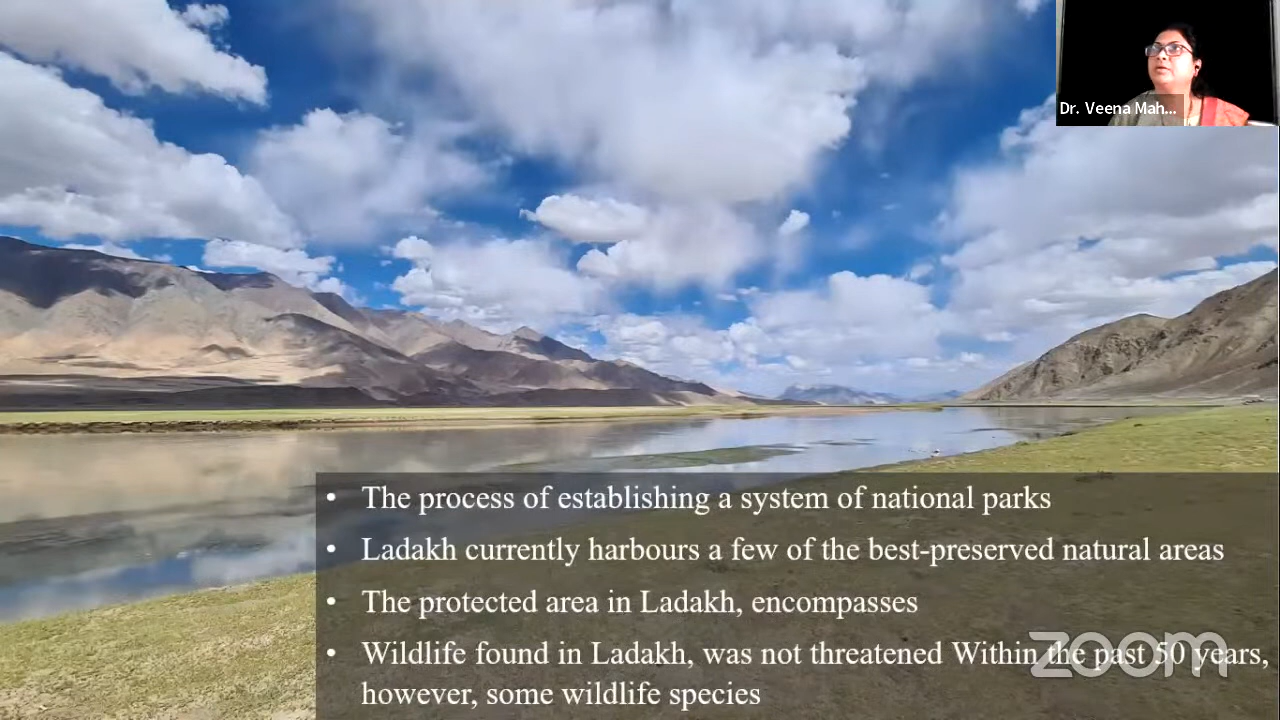 Dr. Veena Mah...
• The process of establishing a system of national parks
• Ladakh currently harbours a few of the best-preserved natural areas
• The protected area in Ladakh, encompasses
• Wildlife found in Ladakh, was not threatened Within the past 50 years,
however, some wildlife species
zoom